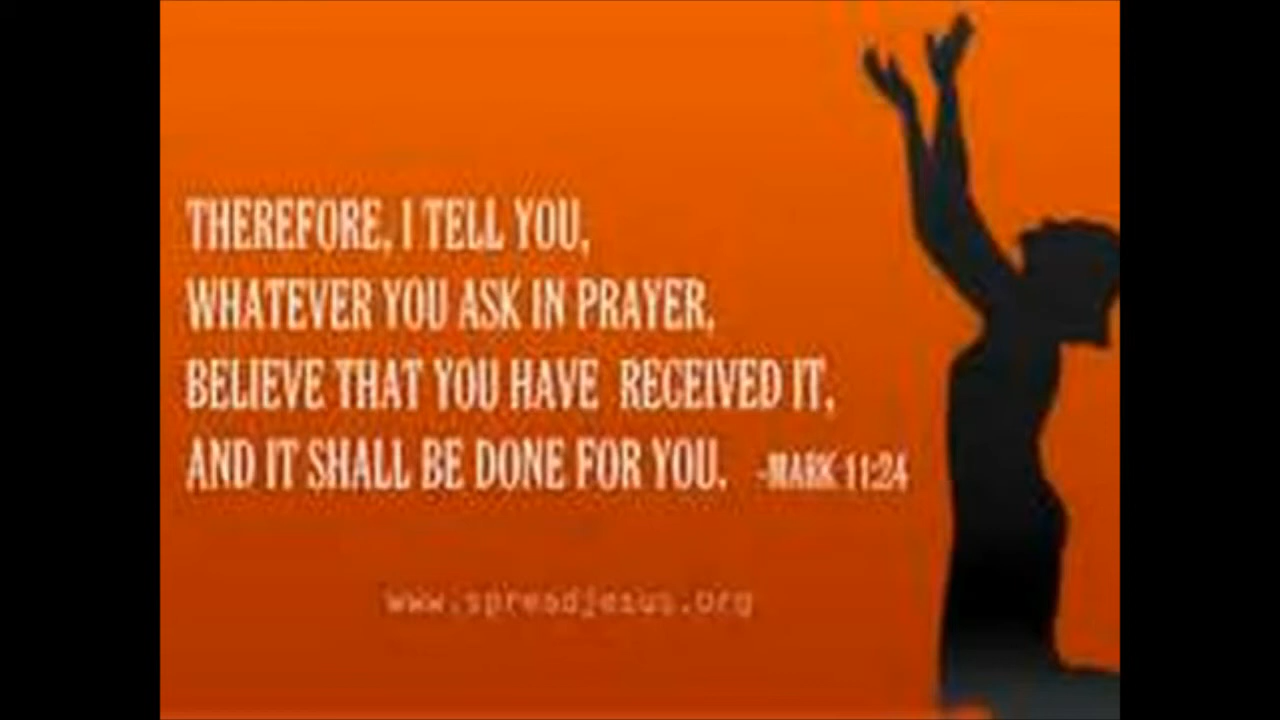 THEREFORE, I TELL YOU,
WHATEVER YOU ASK IN PRAYER,
BELIEVE THAT YOU HAVE RECEIVED IT,
AND IT SHALL BE DONE FOR YOU. -MARK 11:24
www.spreadjesus.org